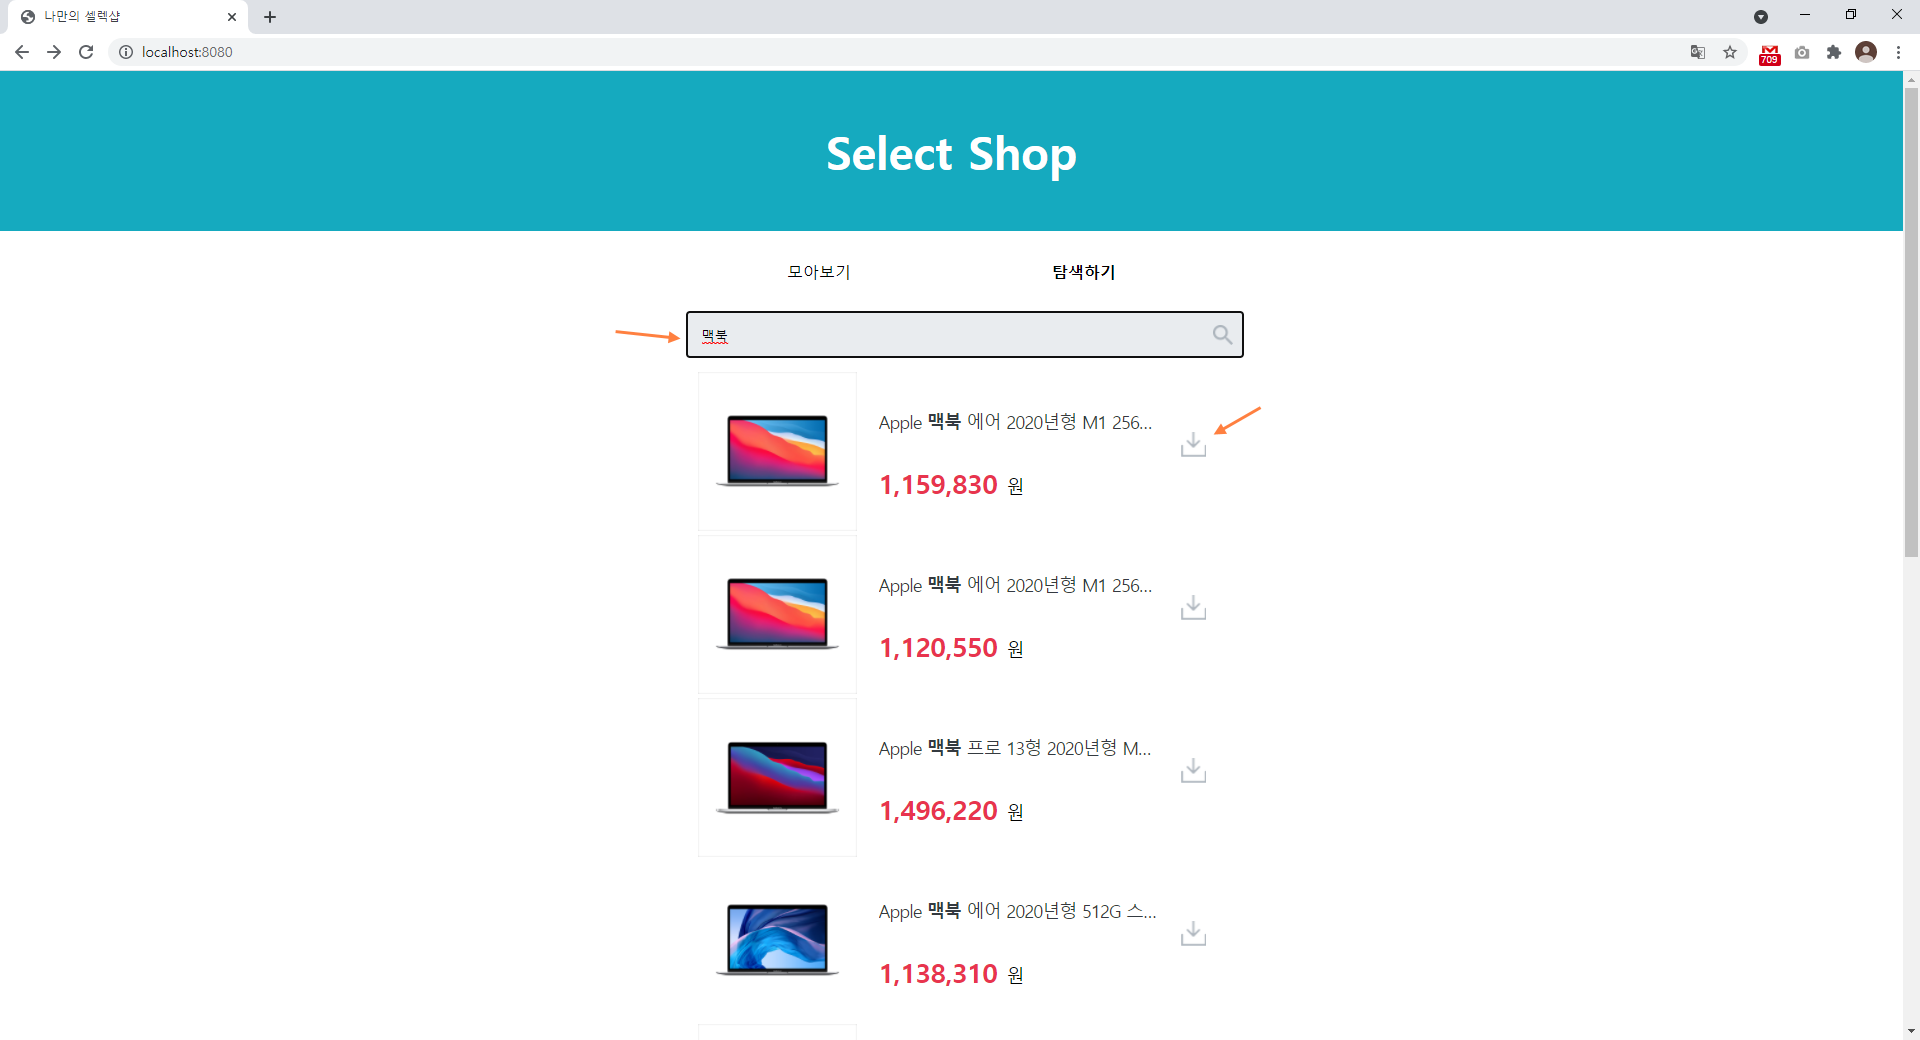 나만의 셀렉샵
localhost:8080
709
Select Shop
모아보기
탐색하기
맥북
Apple 맥북 에어 2020년형 M1 256...
1,159,830 원
Apple 맥북 에어 2020년형 M1 256...
1,120,550 원
Apple 맥북 프로 13형 2020년형 M...
1,496,220 원
Apple 맥북 에어 2020년형 512G 스...
1,138,310 원